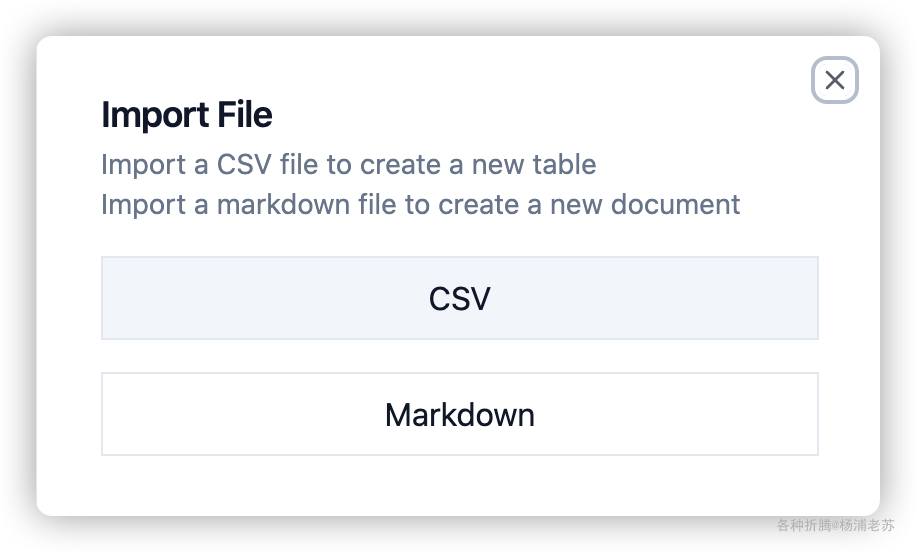 Import File
Import a CSV file to create a new table
Import a markdown file to create a new document
CSV
Markdown
各种折腾@杨浦老苏